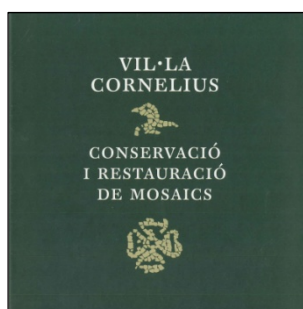 VIL·LA
CORNELIUS
CONSERVACIÓ
I RESTAURACIÓ
DE MOSAICS